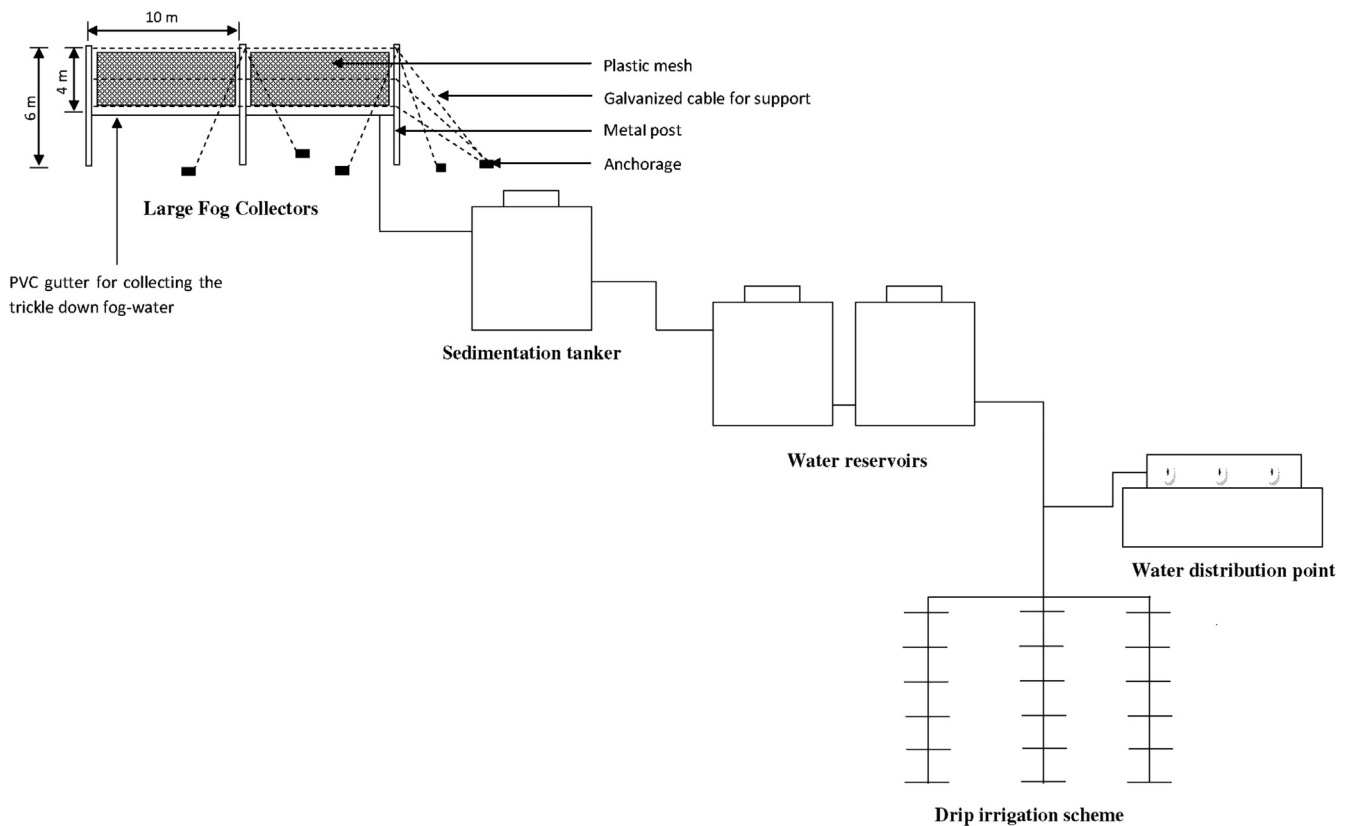 10 m
6 m
4 m
Plastic mesh
Galvanized cable for support
Metal post
Anchorage
Large Fog Collectors
PVC gutter for collecting the
trickle down fog-water
Sedimentation tanker
Water reservoirs
Water distribution point
Drip irrigation scheme